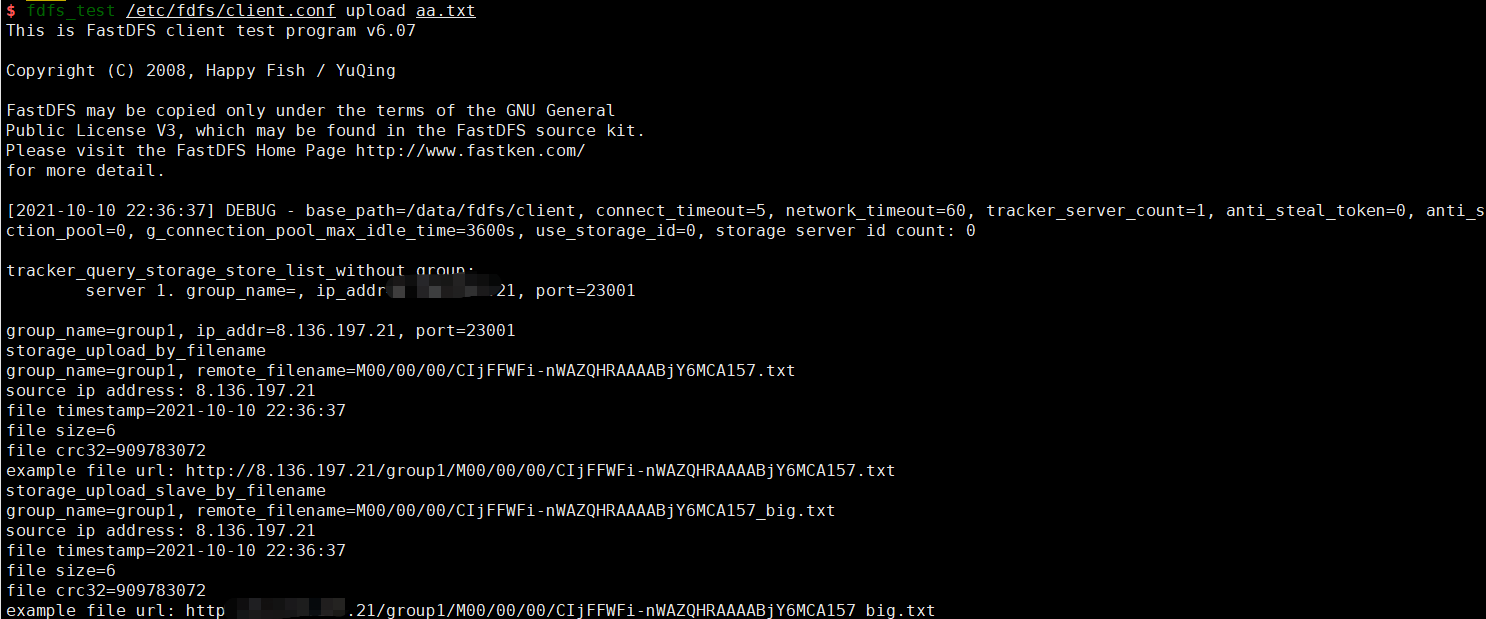 $ fdfs_test /etc/fdfs/client.conf upload aa.txt
This is FastDFS client test program v6.07
Copyright (C) 2008, Happy Fish / YuQing
FastDFS may be copied only under the terms of the GNU General
Public License V3, which may be found in the FastDFS source kit.
Please visit the FastDFS Home Page http://www.fastken.com/
for more detail.
[2021-10-10 22:36:37] DEBUG - base_path=/data/fdfs/client, connect_timeout=5, network_timeout=60, tracker_server_count=1, anti_steal_token=0, anti_s
ction_pool=0, g_connection_pool_max_idle_time=3600s, use_storage_id=0, storage server id count: 0
tracker_query_storage_store_list_without_group:
server 1. group_name=, ip_addr 21, port=23001
group_name=group1, ip_addr=8.136.197.21, port=23001
storage_upload_by_filename
group_name=group1, remote_filename=M00/00/00/CIjFFWFi-nWAZQHRAAAABjY6MCA157.txt
source ip address: 8.136.197.21
file timestamp=2021-10-10 22:36:37
file size=6
file crc32=909783072
example file url: http://8.136.197.21/group1/M00/00/00/CIjFFWFi-nWAZQHRAAAABjY6MCA157.txt
storage_upload_slave_by_filename
group_name=group1, remote_filename=M00/00/00/CIjFFWFi-nWAZQHRAAAABjY6MCA157_big.txt
source ip address: 8.136.197.21
file timestamp=2021-10-10 22:36:37
file size=6
file crc32=909783072
example file url: http .21/group1/M00/00/00/CIjFFWFi-nWAZQHRAAAABjY6MCA157_big.txt